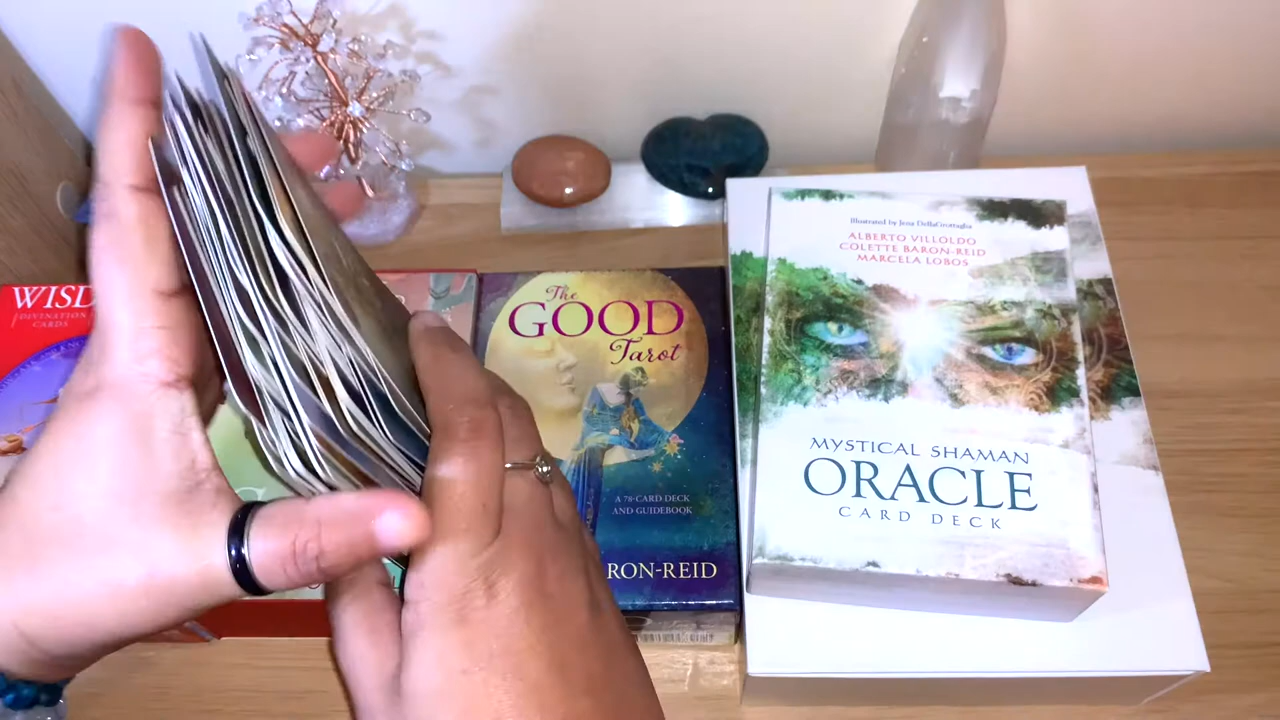 WISD
DIVINATION
CARDS
The
GOOD
Tarot
A 78-CARD DECK
AND GUIDEBOOK
RON-REID
Illustrated by Jena DellaGrottaglia
ALBERTO VILLOLDO
COLETTE BARON-REID
MARCELA LOBOS
MYSTICAL SHAMAN
ORACLE
CARD DECK